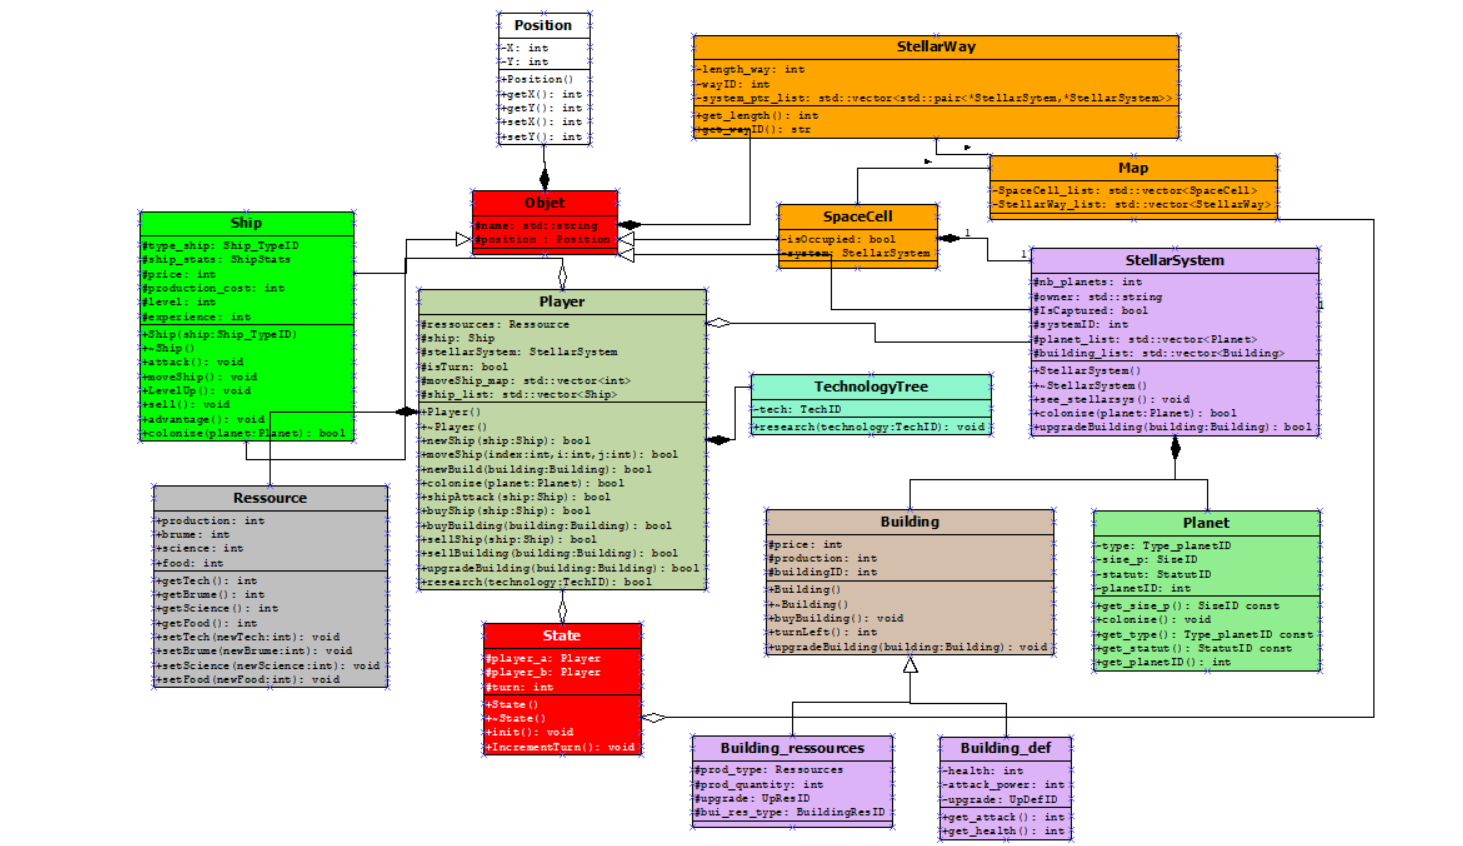 Position
-X: int
-Y: int
+Position()
+getX(): int
+getY(): int
+setX(): int
+setY(): int
StellarWay
-length_way: int
-wayID: int
-system_ptr_list: std::vector<std::pair<*StellarSytem,*StellarSystem>>
+get_length(): int
+get_wayID(): str
Map
-SpaceCell_list: std::vector<SpaceCell>
-StellarWay_list: std::vector<StellarWay>
Objet
#name: std::string
#position : Position
SpaceCell
-isOccupied: bool
-system: StellarSystem
1
1
1
Ship
#type_ship: Ship_TypeID
#ship_stats: ShipStats
#price: int
#production_cost: int
#level: int
#experience: int
+Ship(ship:Ship_TypeID)
+~Ship()
+attack(): void
+moveShip(): void
+LevelUp(): void
+sell(): void
+advantage(): void
+colonize(planet:Planet): bool
StellarSystem
#nb_planets: int
#owner: std::string
#IsCaptured: bool
#systemID: int
#planet_list: std::vector<Planet>
#building_list: std::vector<Building>
+StellarSystem()
+~StellarSystem()
+see_stellarsys(): void
+colonise(planet:Planet): bool
+upgradeBuilding(building:Building): bool
Player
#ressources: Ressource
#ship: Ship
#stellarSystem: StellarSystem
#isTurn: bool
#moveShip_map: std::vector<int>
#ship_list: std::vector<Ship>
+Player()
+~Player()
+newShip(ship:Ship): bool
+moveShip(index:int,i:int,j:int): bool
+newBuild(building:Building): bool
+colonise(planet:Planet): bool
+shipAttack(ship:Ship): bool
+buyShip(ship:Ship): bool
+buyBuilding(building:Building): bool
+sellShip(ship:Ship): bool
+sellBuilding(building:Building): bool
+upgradeBuilding(building:Building): bool
+research(technology:TechID): bool
TechnologyTree
-tech: TechID
+research(technology:TechID): void
Ressource
+production: int
+brume: int
+science: int
+food: int
+getTech(): int
+getBrume(): int
+getScience(): int
+getFood(): int
+setTech(newTech:int): void
+setBrume(newBrume:int): void
+setScience(newScience:int): void
+setFood(newFood:int): void
Building
#price: int
#production: int
#buildingID: int
+Building()
+~Building()
+buyBuilding(): void
+turnLeft(): int
+upgradeBuilding(building:Building): void
Planet
-type: Type_planetID
-size_p: SizeID
-statut: StatutID
-planetID: int
+get_size_p(): SizeID const
+colonise(): void
+get_type(): Type_planetID const
+get_statut(): StatutID const
+get_planetID(): int
State
#player_a: Player
#player_b: Player
#turn: int
+State()
+~State()
+init(): void
+IncrementTurn(): void
Building_ressources
#prod_type: Ressources
#prod_quantity: int
#upgrade: UpResID
#bui_res_type: BuildingResID
Building_def
-health: int
-attack_power: int
-upgrade: UpDefID
+get_attack(): int
+get_health(): int